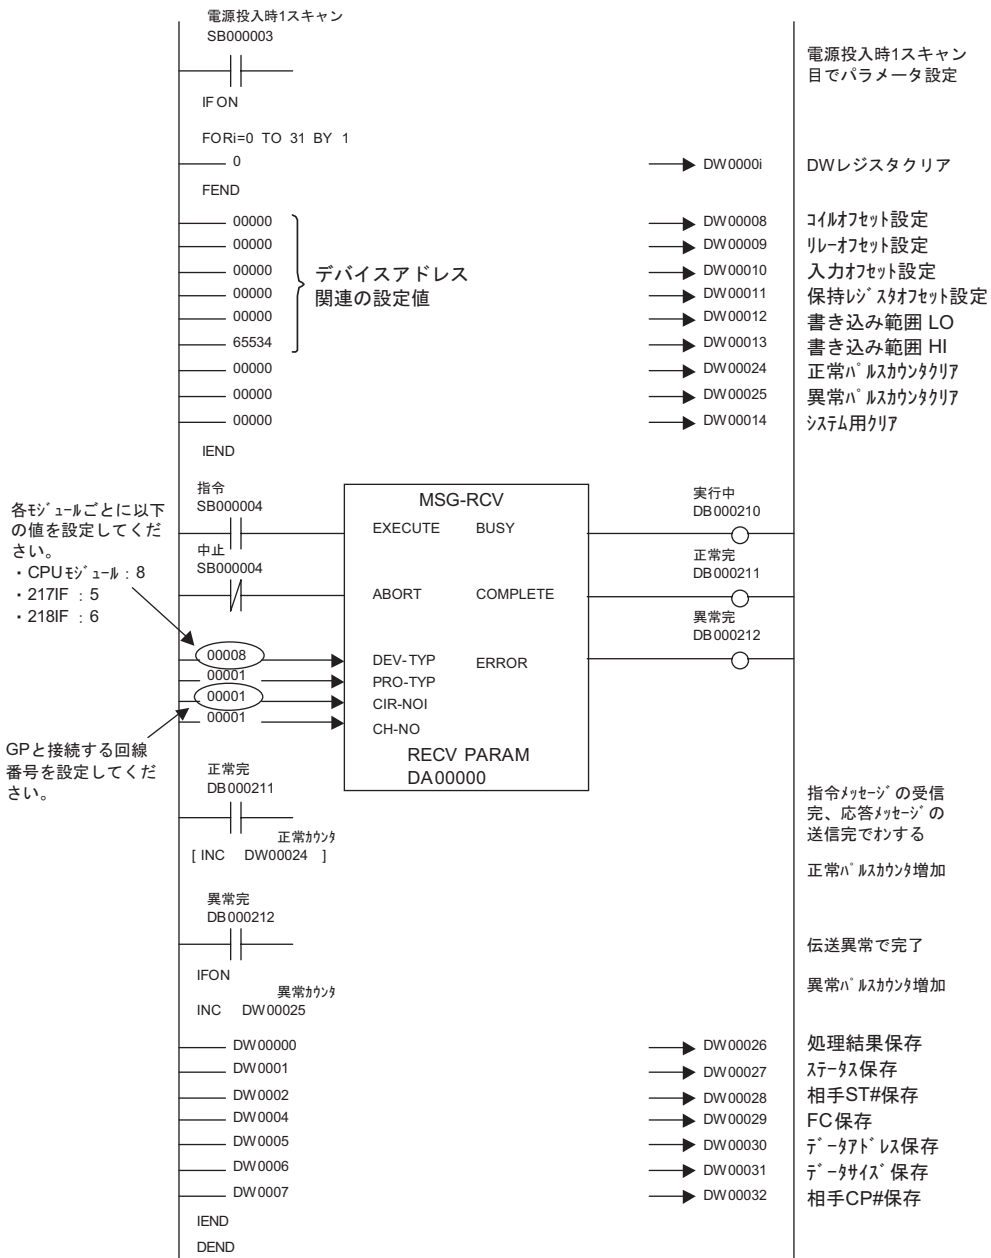 電源投入時1スキャン
SB000003
電源投入時1スキャン
目でパラメータ設定
IFON
FORi=0 TO 31 BY 1
0 DW0000i DWレジスタクリア
FEND
00000 DW00008 ｺｲﾙｵﾌｾｯﾄ設定
00000 DW00009 ﾘﾚｰｵﾌｾｯﾄ設定
00000 DW00010 入力ｵﾌｾｯﾄ設定
デバイスアドレス
関連の設定値
00000 DW00011 保持ﾚｼﾞｽﾀｵﾌｾｯﾄ設定
00000 DW00012 書き込み範囲 LO
65534 DW00013 書き込み範囲 HI
00000 DW00024 正常ﾊﾟﾙｽｶｳﾝﾀｸﾘｱ
00000 DW00025 異常ﾊﾟﾙｽｶｳﾝﾀｸﾘｱ
00000 DW00014 ｼｽﾃﾑ用ｸﾘｱ
IEND
各ﾓｼﾞｭｰﾙごとに以下
の値を設定してくだ
さい。
・CPUﾓｼﾞｭｰﾙ：8
・217IF ：5
・218IF ：6
指令
SB000004
中止
SB000004
MSG-RCV
EXECUTE BUSY
ABORT COMPLETE
DEV-TYP ERROR
PRO-TYP
CIR-NOI
CH-NO
RECV PARAM
DA00000
実行中
DB000210
正常完
DB000211
異常完
DB000212
00008
00001
00001
00001
GPと接続する回線
番号を設定してくだ
さい。
正常完
DB000211
正常ｶｳﾝﾀ
[ INC DW00024 ]
指令ﾒｯｾｰｼﾞの受信
完、応答ﾒｯｾｰｼﾞの
送信完でｵﾝする
正常ﾊﾟﾙｽｶｳﾝﾀ増加
異常完
DB000212
伝送異常で完了
IFON
異常ｶｳﾝﾀ
INC DW00025
異常ﾊﾟﾙｽｶｳﾝﾀ増加
DW00000 DW00026 処理結果保存
DW0001 DW00027 ｽﾃｰﾀｽ保存
DW0002 DW00028 相手ST#保存
DW0004 DW00029 FC保存
DW0005 DW00030 ﾃﾞｰﾀｱﾄﾞﾚｽ保存
DW0006 DW00031 ﾃﾞｰﾀｻｲｽﾞ保存
DW0007 DW00032 相手CP#保存
IEND
DEND